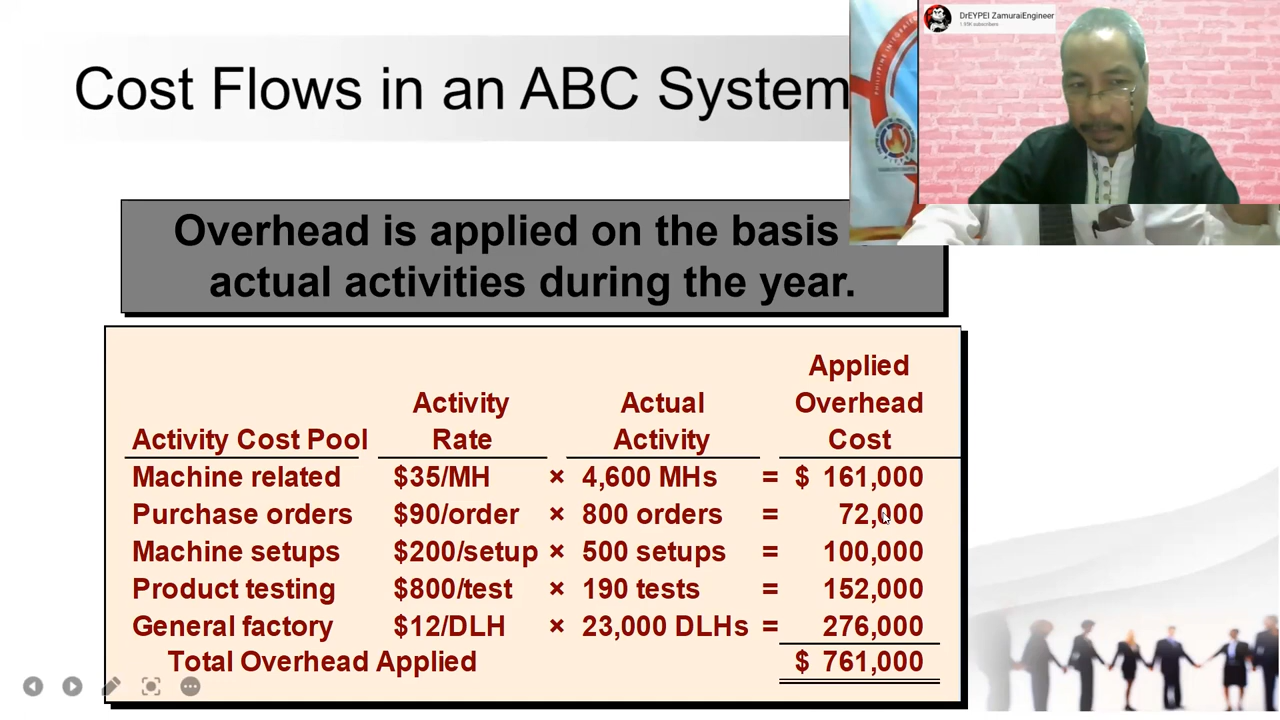 DrEYPEI ZamuraiEngineer
Cost Flows in an ABC System
PHILIPPINE INTEGRAT
Overhead is applied on the basis
actual activities during the year.
Applied
Activity Actual Overhead
Activity Cost Pool Rate Activity Cost
Machine related $35/MH × 4,600 MHs = $ 161,000
Purchase orders $90/order × 800 orders = 72,000
Machine setups $200/setup × 500 setups = 100,000
Product testing $800/test × 190 tests = 152,000
General factory $12/DLH × 23,000 DLHs = 276,000
Total Overhead Applied $ 761,000